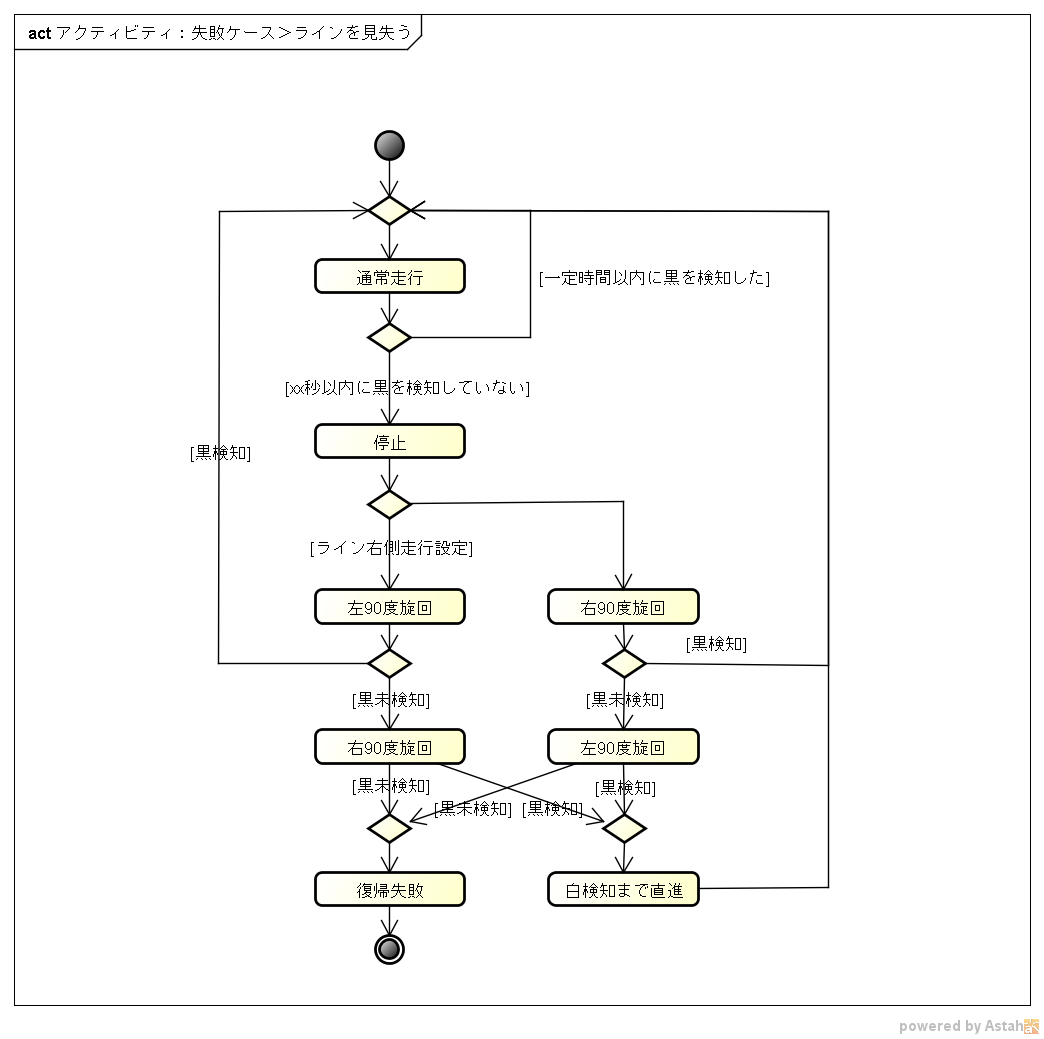 act アクティビティ：失敗ケース＞ラインを見失う
通常走行
[一定時間以内に黒を検知した]
[xx秒以内に黒を検知していない]
停止
[黒検知]
[ライン右側走行設定]
左90度旋回
右90度旋回
[黒検知]
[黒未検知]
[黒未検知]
右90度旋回
左90度旋回
[黒未検知]
[黒検知]
[黒未検知]
[黒検知]
復帰失敗
白検知まで直進
powered by Astah